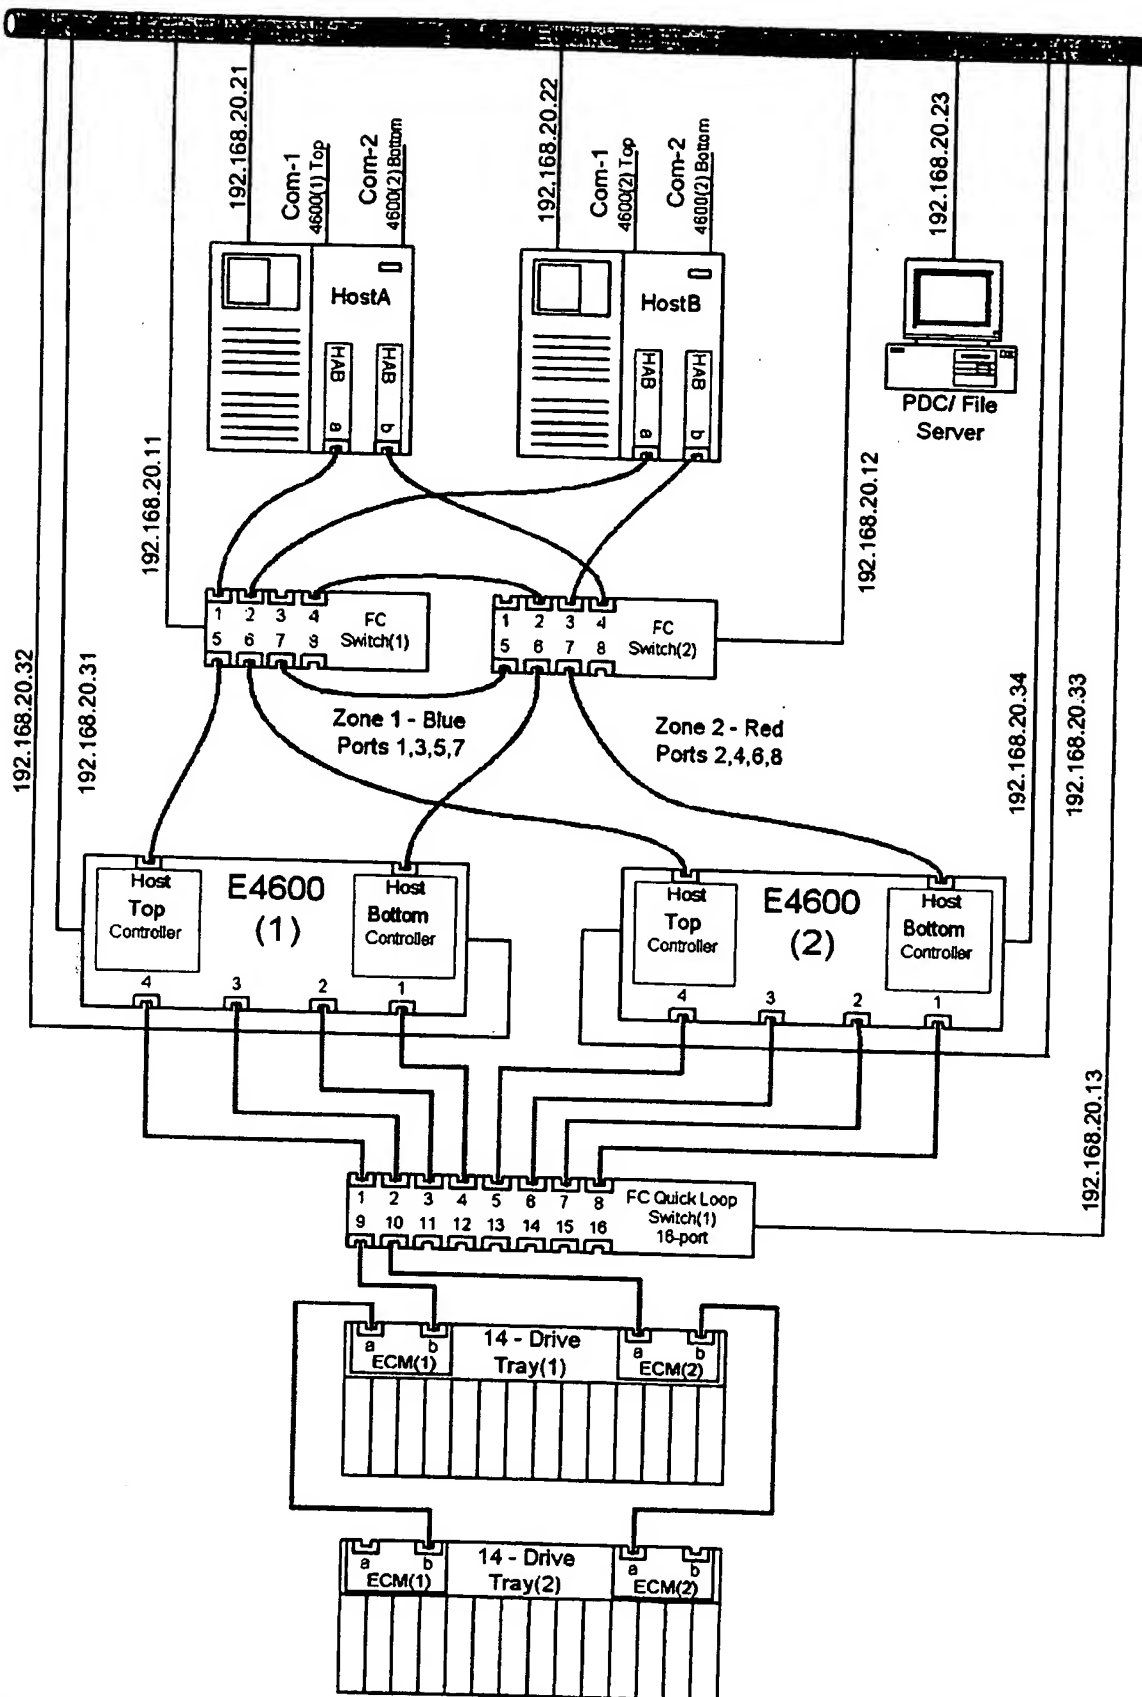 192.168.20.21
Com-1
4600(1) Top
Com-2
4600(2) Bottom
192.168.20.22
Com-1
4600(2) Top
Com-2
4600(2) Bottom
192.168.20.23
HostA
HAB
a
HAB
b
HostB
HAB
a
HAB
b
PDC/ File
Server
192.168.20.11
192.168.20.12
1 2 3 4
5 6 7 8
FC
Switch(1)
1 2 3 4
5 6 7 8
FC
Switch(2)
192.168.20.32
192.168.20.31
Zone 1 - Blue
Ports 1,3,5,7
Zone 2 - Red
Ports 2,4,6,8
192.168.20.34
192.168.20.33
Host
Top
Controller
E4600
(1)
Host
Bottom
Controller
4 3 2 1
Host
Top
Controller
E4600
(2)
Host
Bottom
Controller
4 3 2 1
192.168.20.13
1 2 3 4 5 6 7 8
9 10 11 12 13 14 15 16
FC Quick Loop
Switch(1)
16-port
a b
ECM(1)
14 - Drive
Tray(1)
a b
ECM(2)
a b
ECM(1)
14 - Drive
Tray(2)
a b
ECM(2)